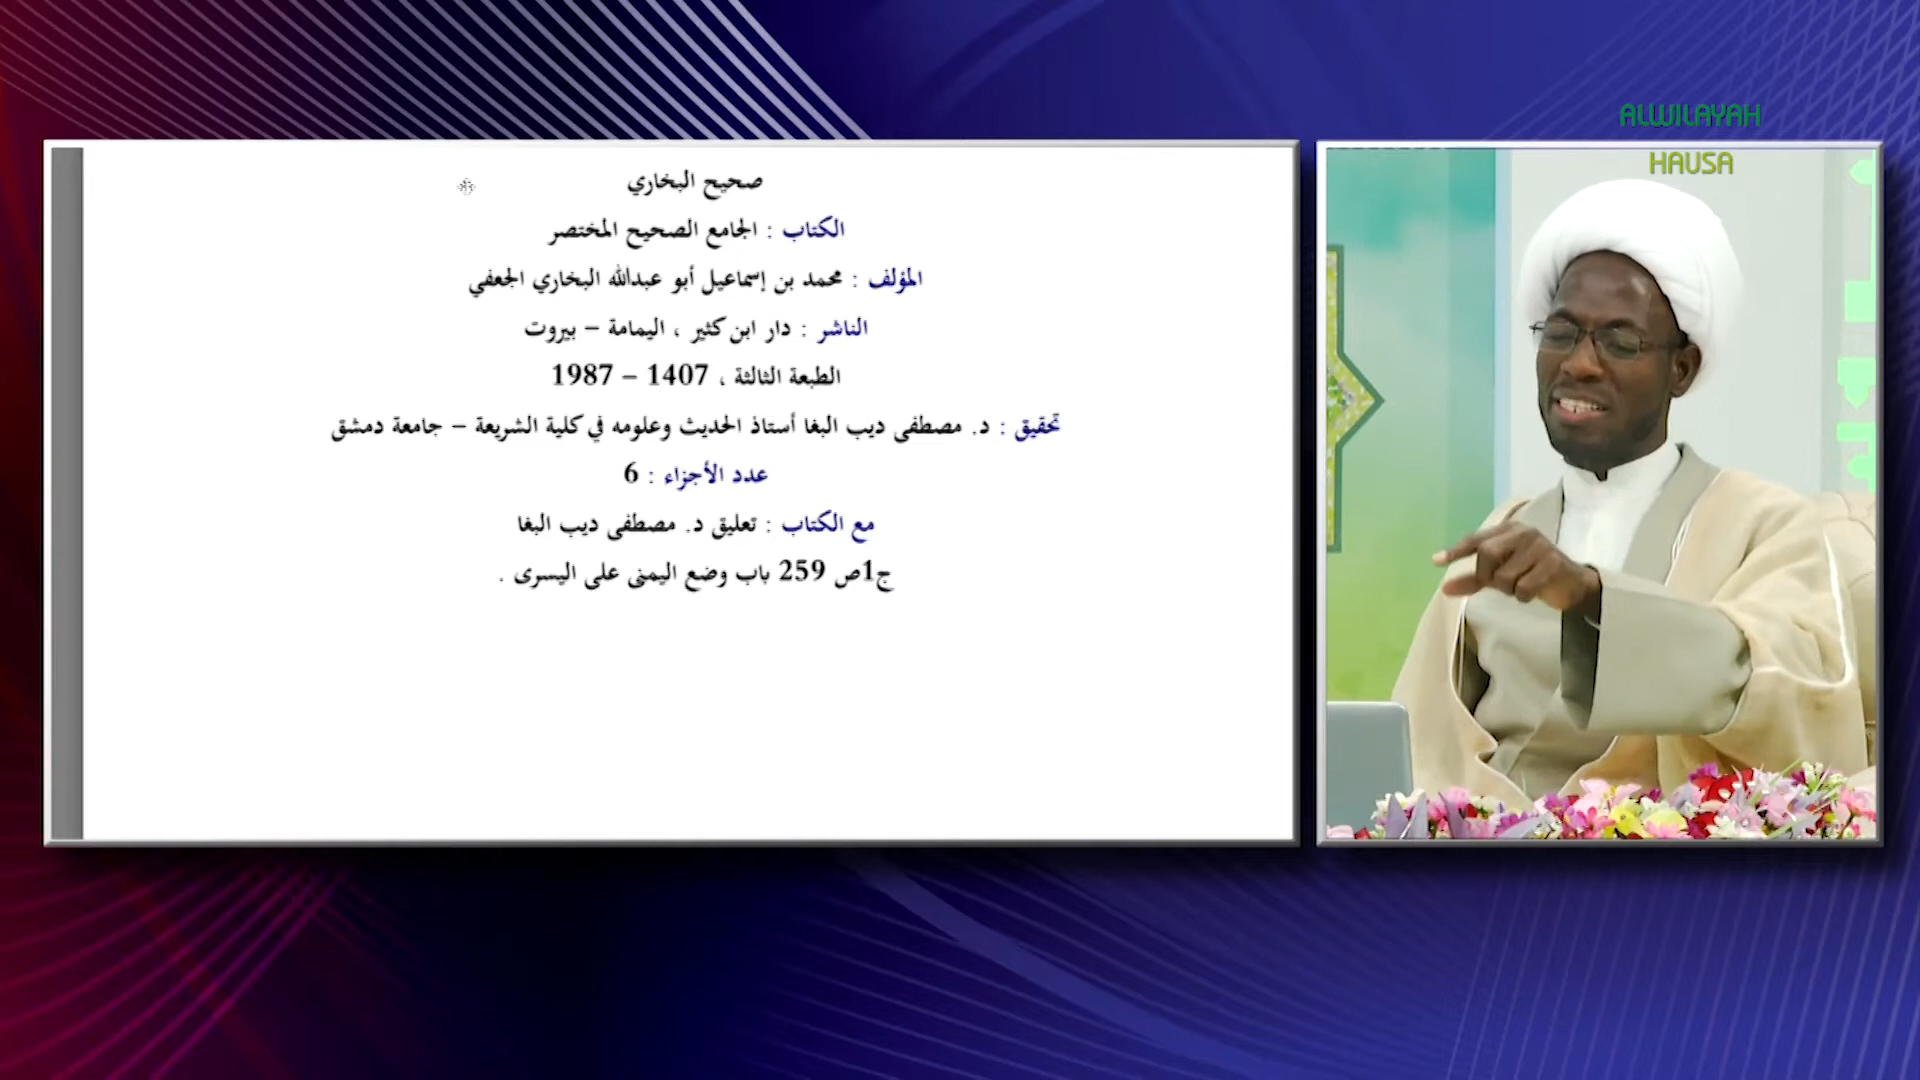 ALWILAYAH
HAUSA
صحيح البخاري
الكتاب : الجامع الصحيح المختصر
المؤلف : محمد بن إسماعيل أبو عبدالله البخاري الجعفي
الناشر : دار ابن كثير ، اليمامة – بيروت
الطبعة الثالثة ، 1407 – 1987
تحقيق : د. مصطفى ديب البغا أستاذ الحديث وعلومه في كلية الشريعة – جامعة دمشق
عدد الأجزاء : 6
مع الكتاب : تعليق د. مصطفى ديب البغا
ج1ص 259 باب وضع اليمنى على اليسرى .